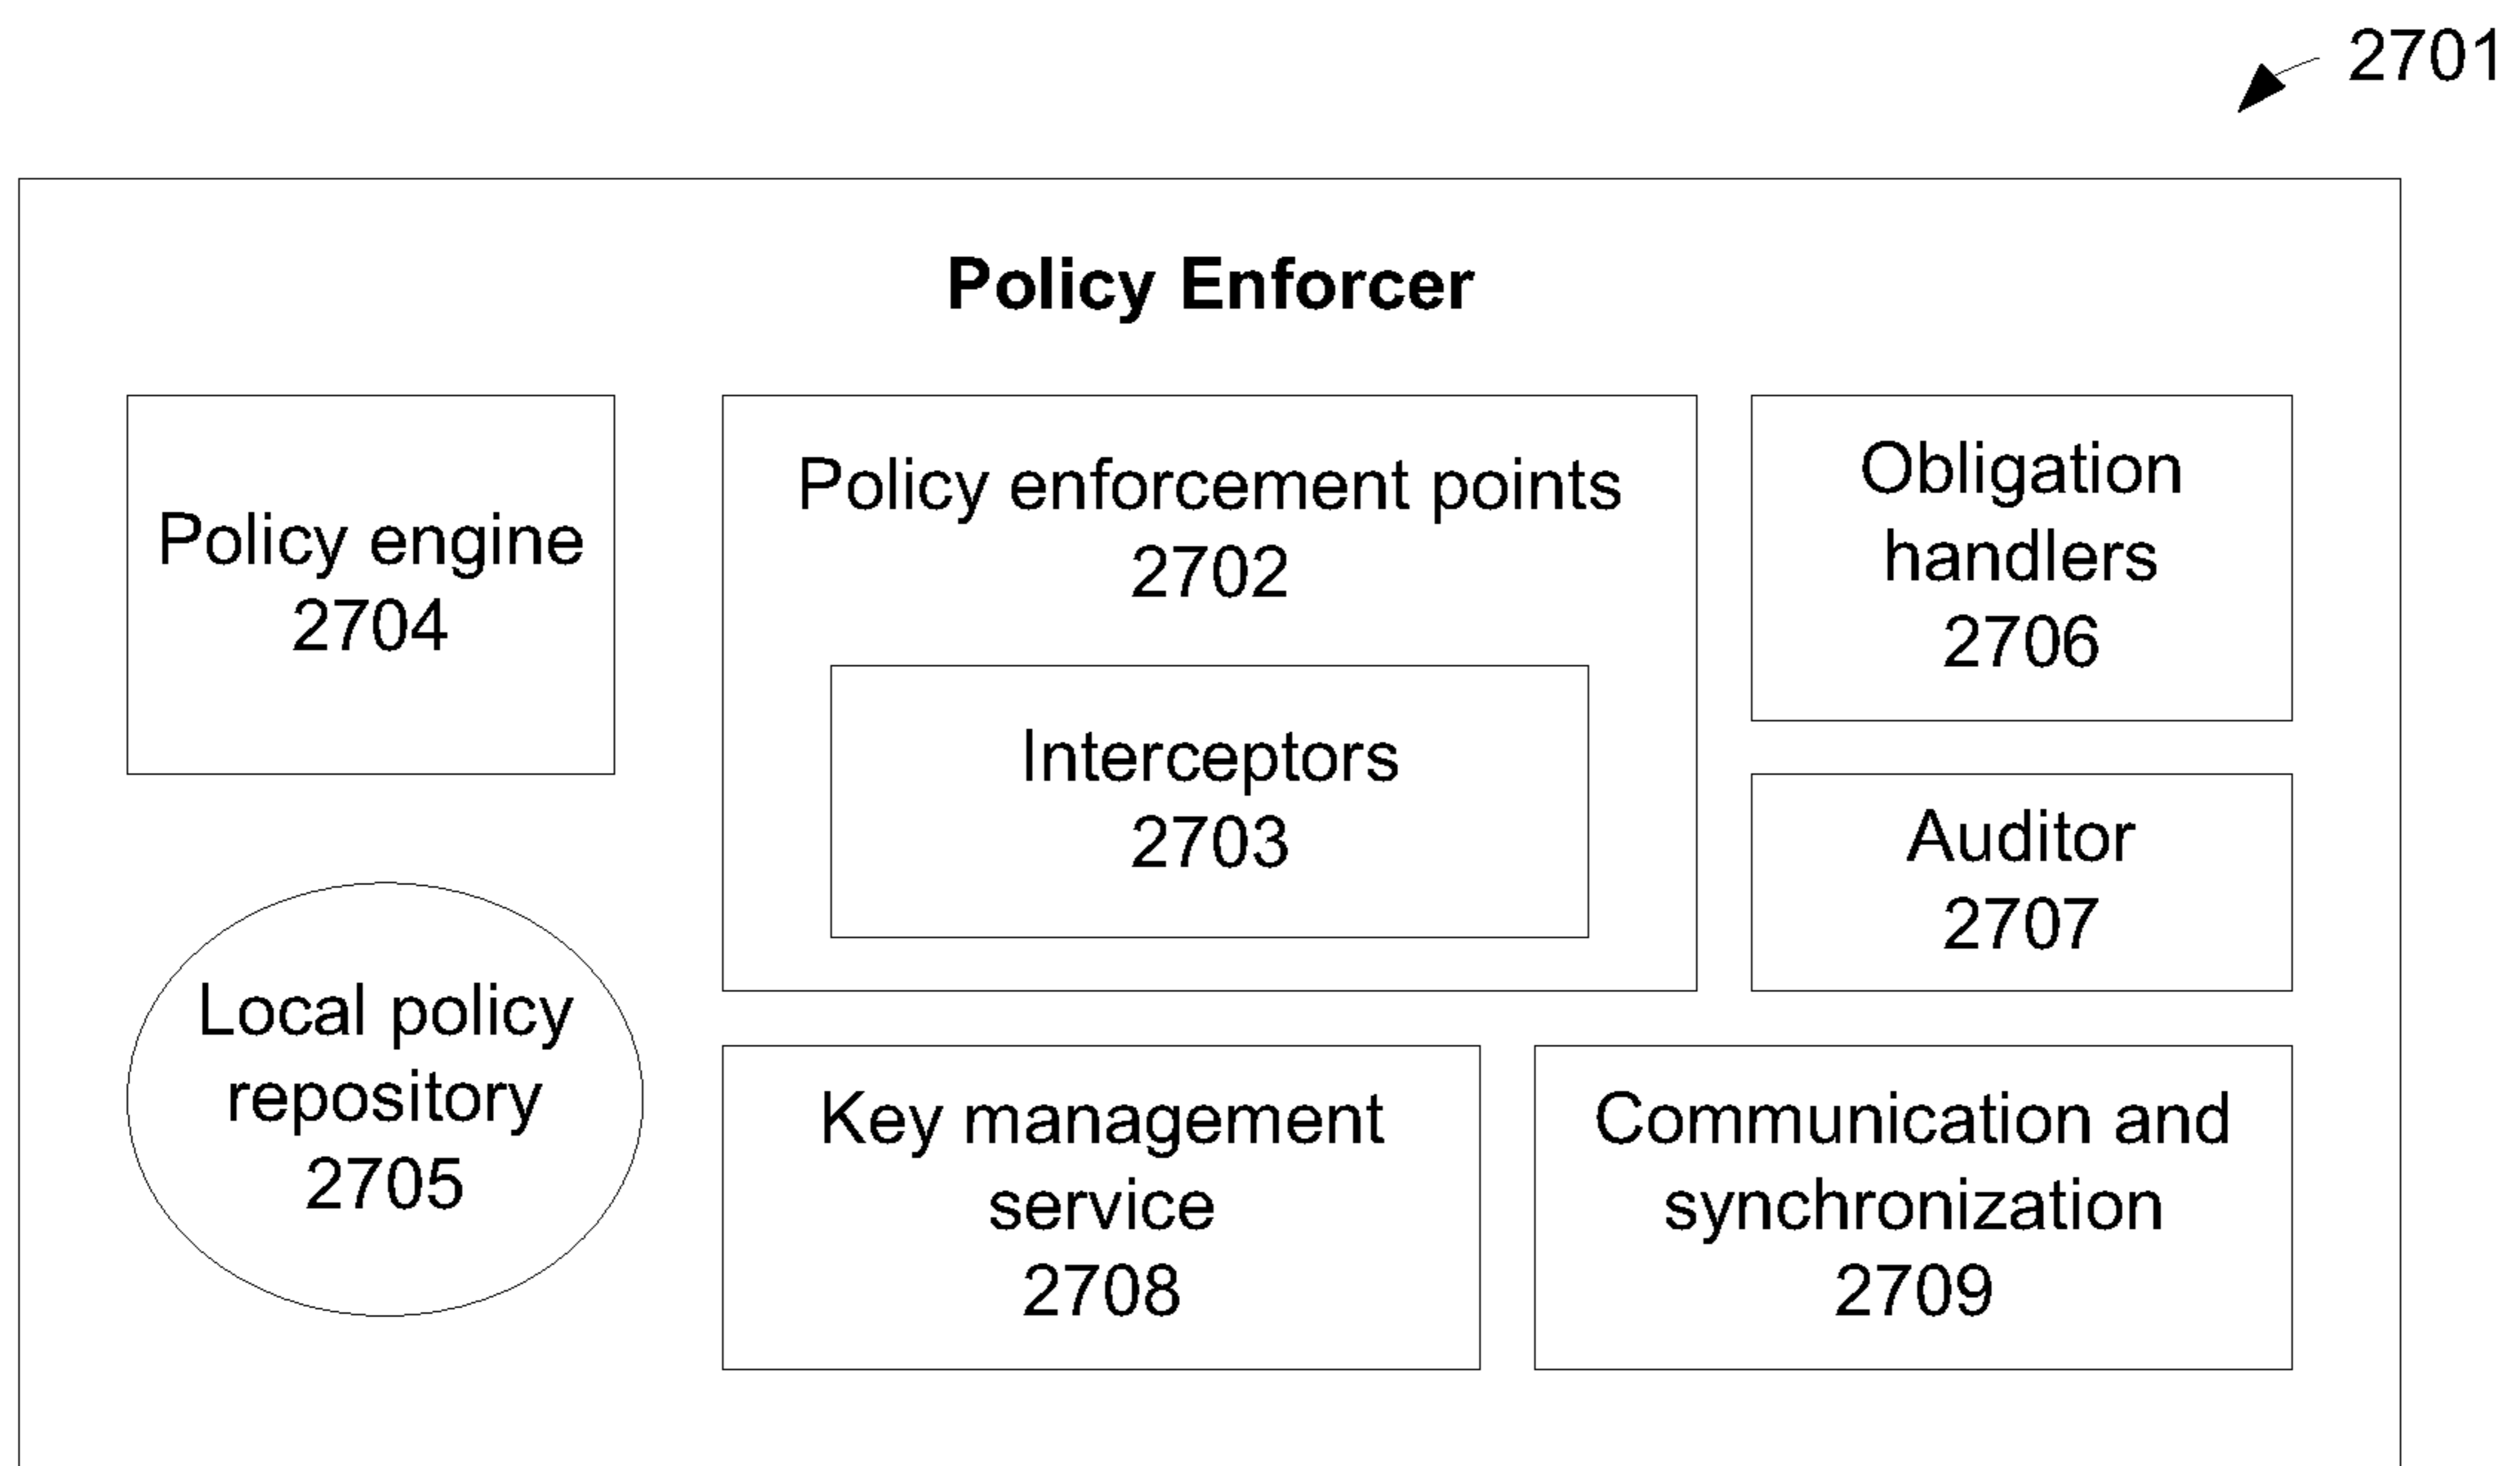 2701
Policy Enforcer
Policy engine
2704
Policy enforcement points
2702
Interceptors
2703
Obligation
handlers
2706
Auditor
2707
Local policy
repository
2705
Key management
service
2708
Communication and
synchronization
2709